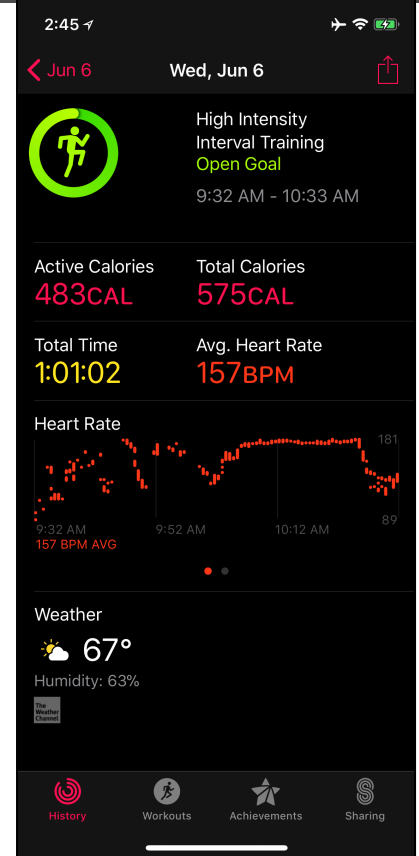 2:45
Jun 6
Wed, Jun 6
High Intensity
Interval Training
Open Goal
9:32 AM - 10:33 AM
Active Calories
Total Calories
483CAL
575CAL
Total Time
Avg. Heart Rate
1:01:02
157BPM
Heart Rate
181
89
9:32 AM
9:52 AM
10:12 AM
157 BPM AVG
Weather
67°
Humidity: 63%
The
Weather
Channel
History
Workouts
Achievements
Sharing